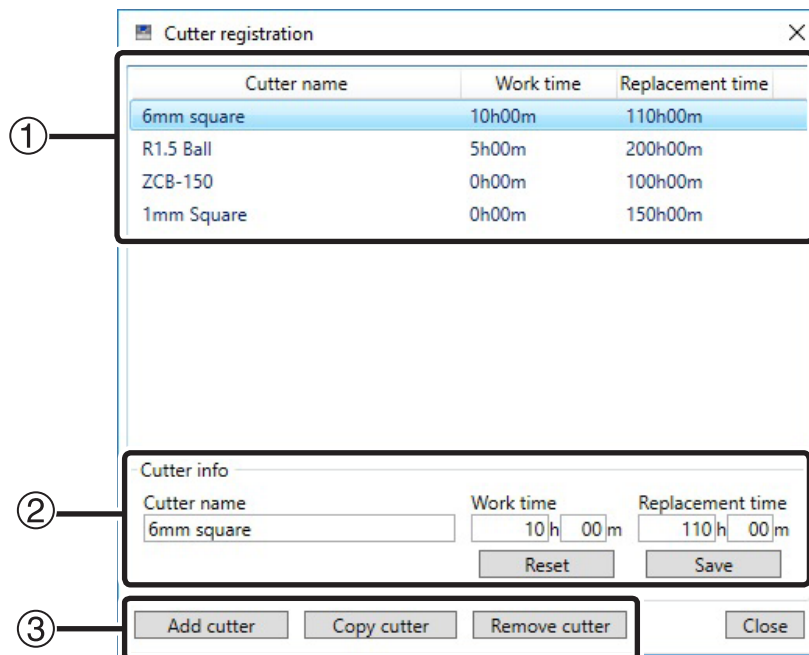 Cutter registration
Cutter name Work time Replacement time
① 6mm square 10h00m 110h00m
R1.5 Ball 5h00m 200h00m
ZCB-150 0h00m 100h00m
1mm Square 0h00m 150h00m
Cutter info
② Cutter name Work time Replacement time
6mm square 10 h 00 m 110 h 00 m
Reset Save
③ Add cutter Copy cutter Remove cutter Close